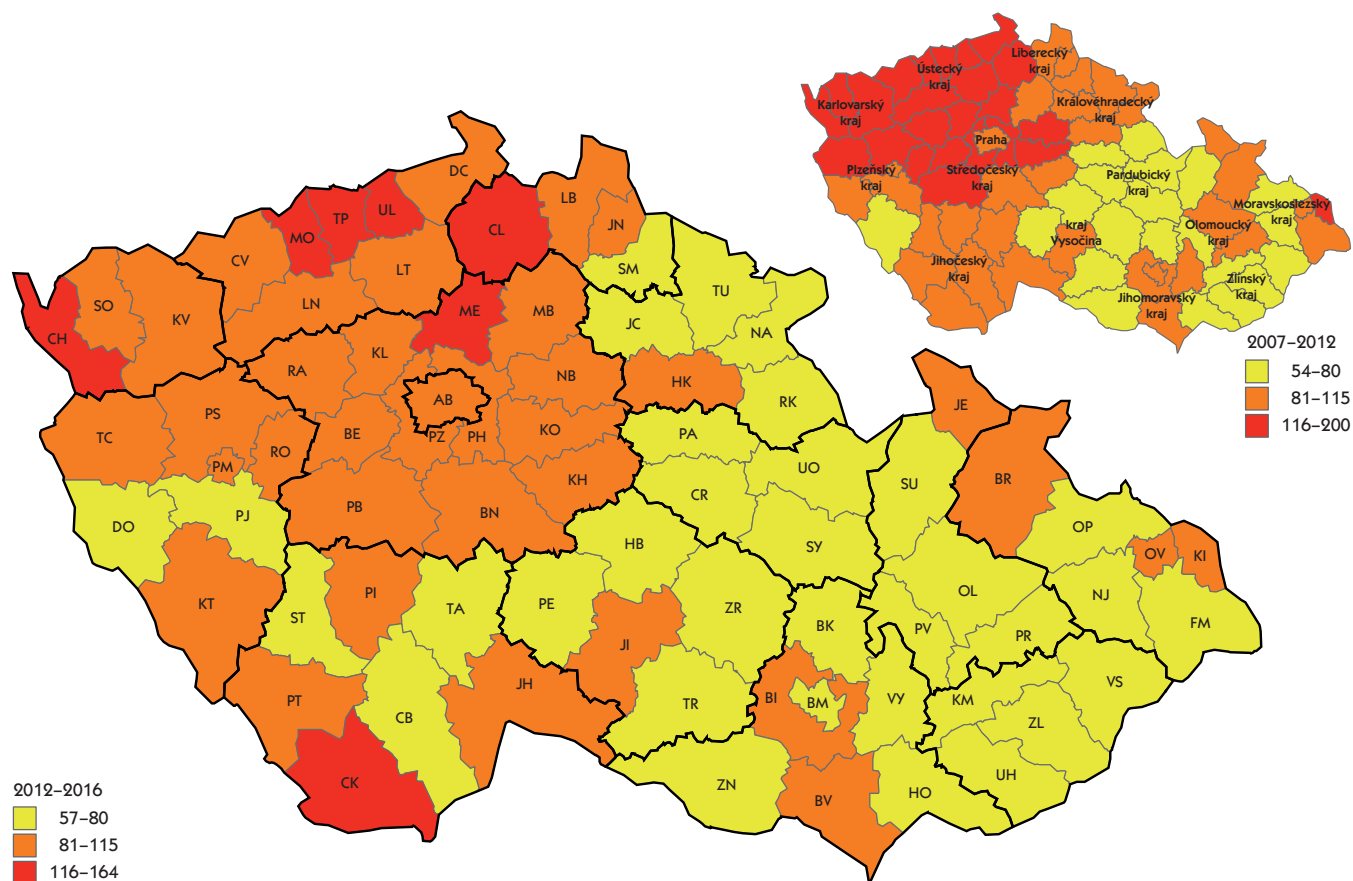 Liberecký
kraj
Ústecký
kraj
Karlovarský
kraj
Královéhradecký
kraj
Praha
Plzeňský
kraj
Středočeský
kraj
Pardubický
kraj
Moravskoslezský
kraj
Olomoucký
kraj
kraj
Vysočina
Jihočeský
kraj
Zlínský
kraj
Jihomoravský
kraj
2007–2012
54–80
81–115
116–200
DC
LB
UL
TP
JN
CL
MO
CV
LT
SM
TU
SO
LN
ME
MB
KV
JC
NA
CH
KL
RA
NB
HK
AB
RK
JE
PS
KO
BE
PZ
PH
PA
TC
RO
PM
UO
KH
BR
SU
CR
PB
BN
DO
PJ
OP
HB
SY
OV
KI
PI
OL
NJ
KT
PE
TA
ZR
ST
BK
PV
PR
FM
JI
VS
JH
PT
BI
BM
VY
KM
TR
CB
ZL
UH
CK
ZN
BV
HO
2012–2016
57–80
81–115
116–164